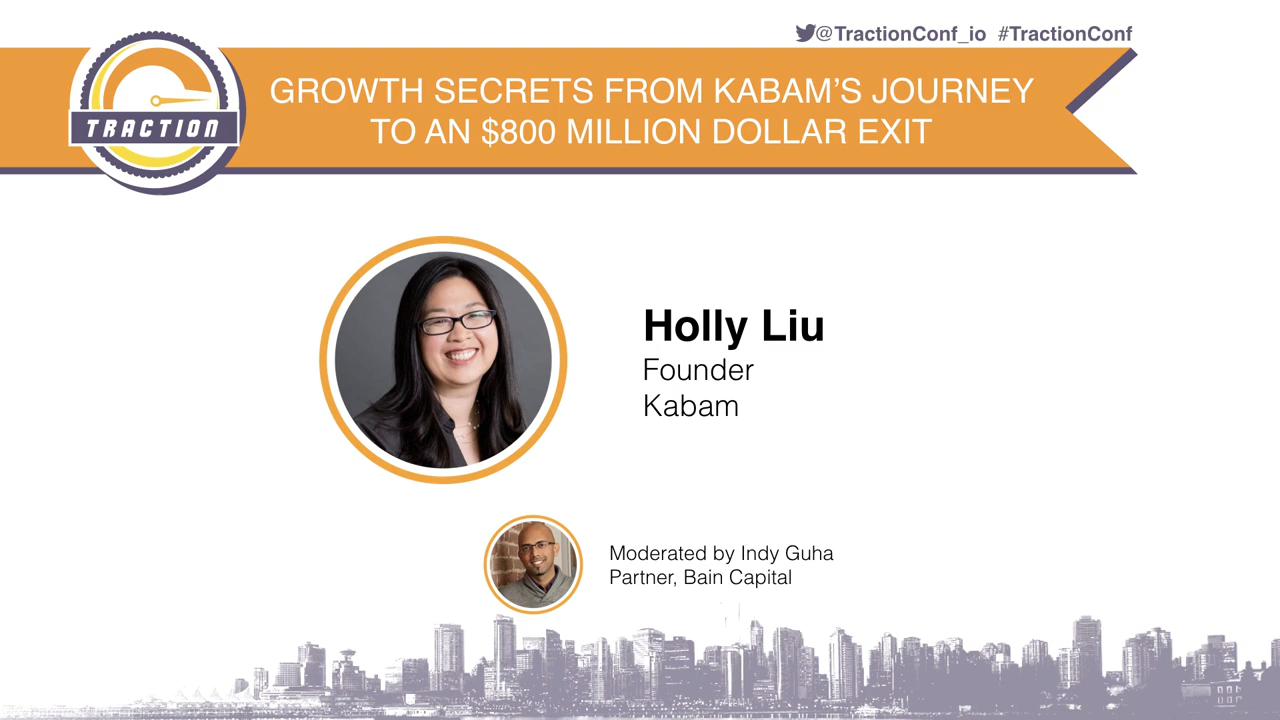 @TractionConf_io #TractionConf
GROWTH SECRETS FROM KABAM’S JOURNEY
TO AN $800 MILLION DOLLAR EXIT
TRACTION
Holly Liu
Founder
Kabam
Moderated by Indy Guha
Partner, Bain Capital